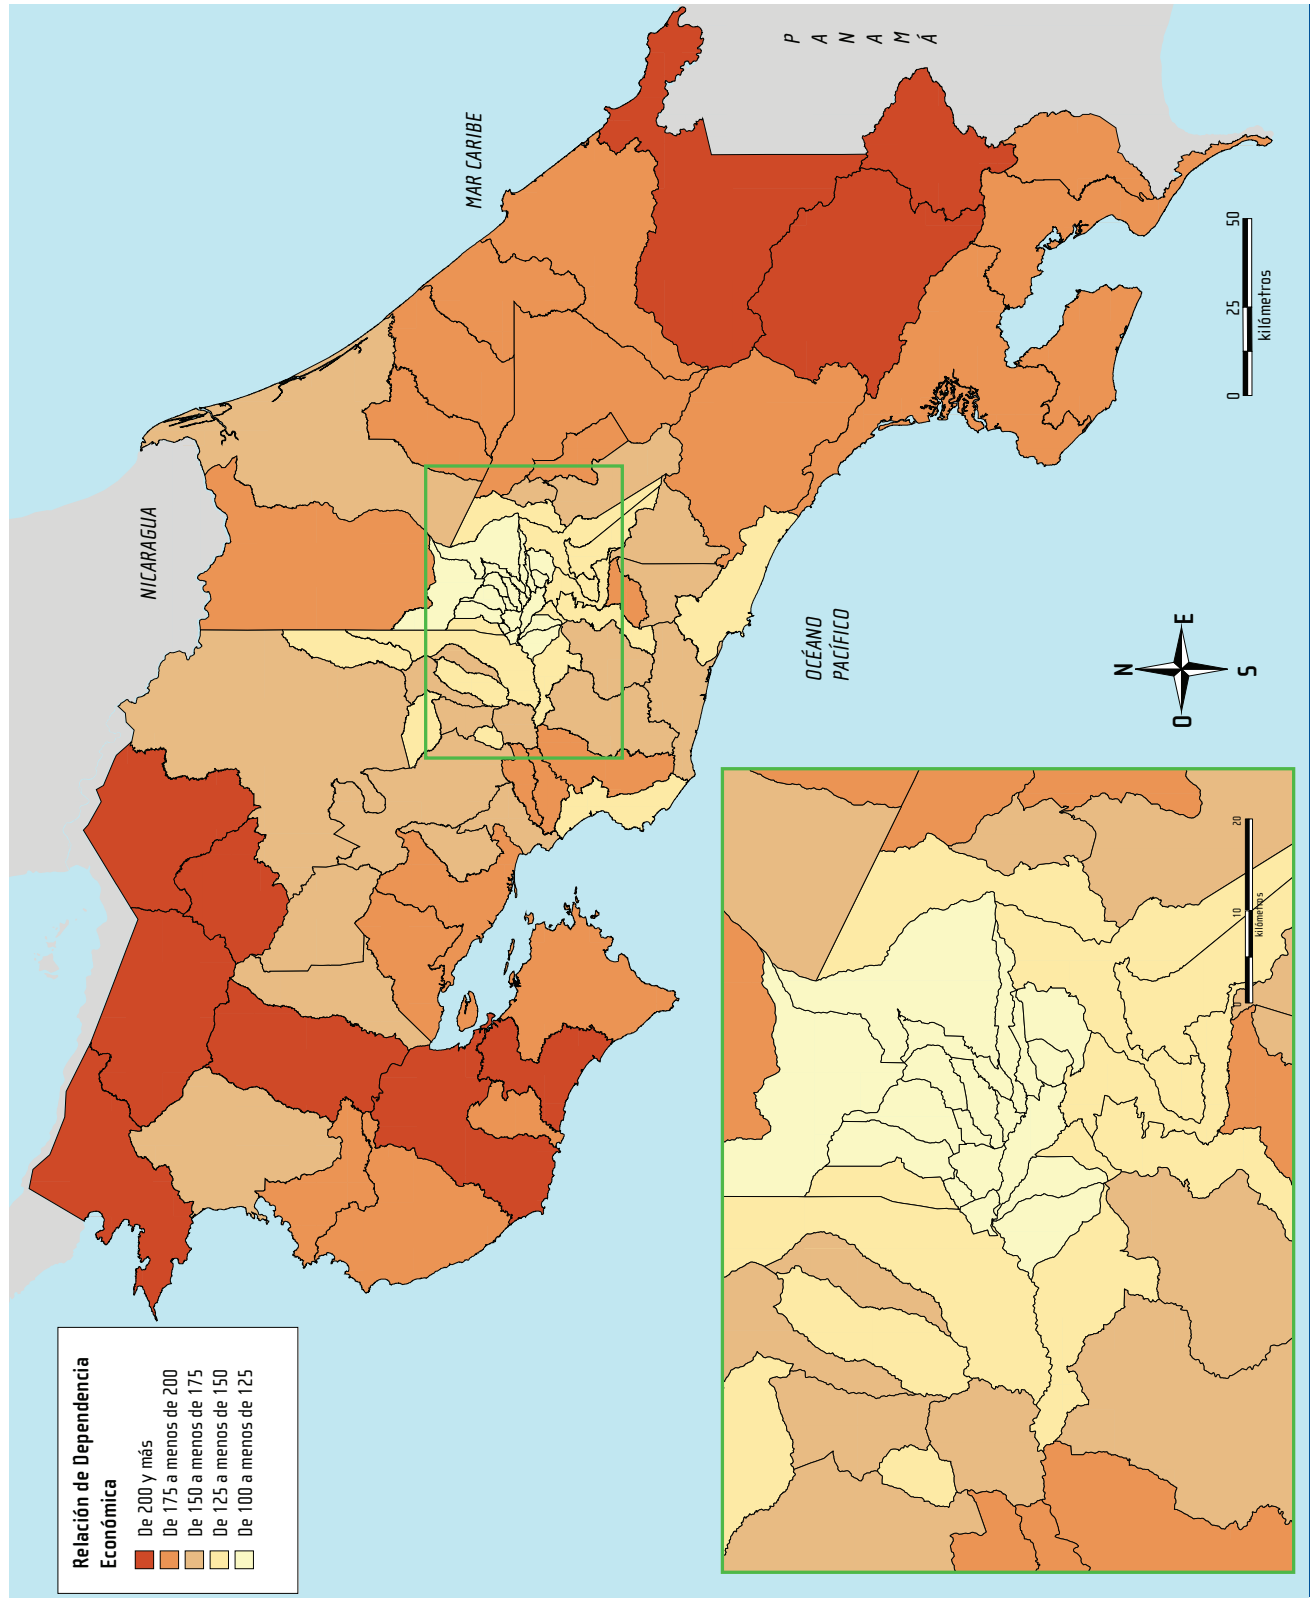 PANAMÁ
MAR CARIBE
NICARAGUA
OCÉANO
PACÍFICO
0 25 50
kilómetros
N
O E
S
Relación de Dependencia
Económica
De 200 y más
De 175 a menos de 200
De 150 a menos de 175
De 125 a menos de 150
De 100 a menos de 125
0 10 20
kilómetros